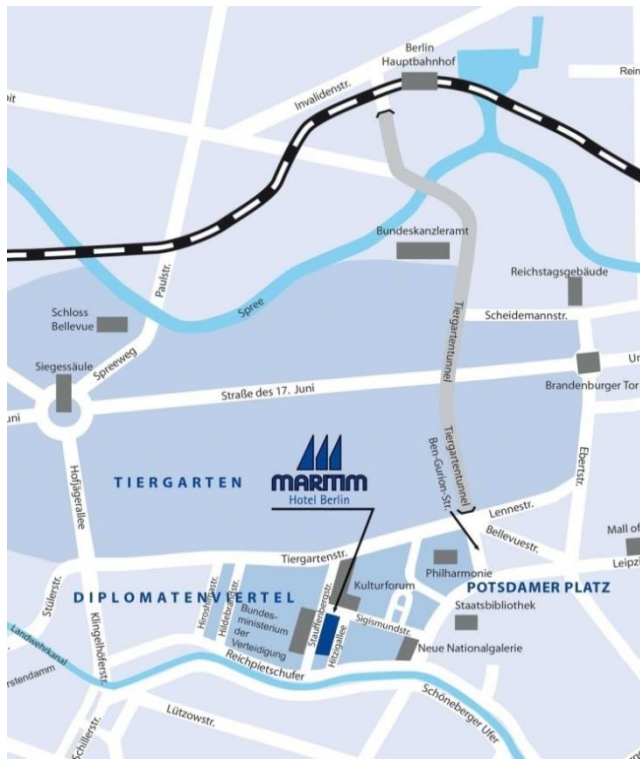 Berlin
Hauptbahnhof
Invalidenstr.
Bundeskanzleramt
Reichstagsgebäude
Paulstr.
Schloss
Bellevue
Spree
Scheidemannstr.
Siegessäule
Spreeweg
Tiergartentunnel
Straße des 17. Juni
Brandenburger Tor
Hofjägerallee
TIERGARTEN
MARITIM
Hotel Berlin
Tiergartentunnel
Ben-Gurion-Str.
Ebertstr.
Lennestr.
Bellevuestr.
Mall of
Tiergartenstr.
Philharmonie
Stülerstr.
DIPLOMATENVIERTEL
Hiroshimastr.
Hildebrandstr.
Stauffenbergstr.
Kulturforum
POTSDAMER PLATZ
Staatsbibliothek
Bundes-
ministerium
der
Verteidigung
Hitzigallee
Sigismundstr.
Neue Nationalgalerie
Landwehrkanal
Klingelhöferstr.
Reichpietschufer
Schöneberger Ufer
Lützowstr.
Schillerstr.